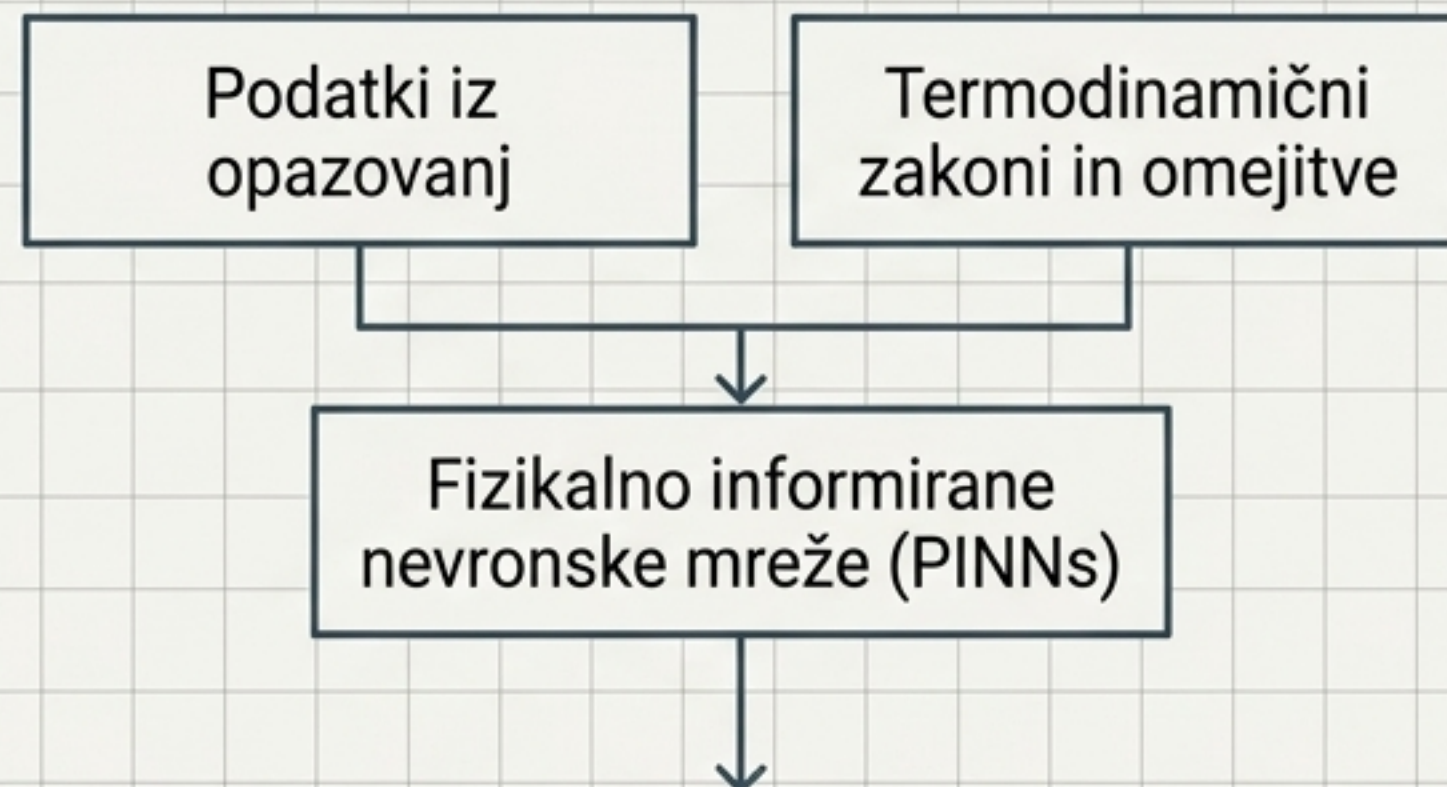 Podatki iz
opazovanj
Termodinamični
zakoni in omejitve
Fizikalno informirane
nevronske mreže (PINNs)